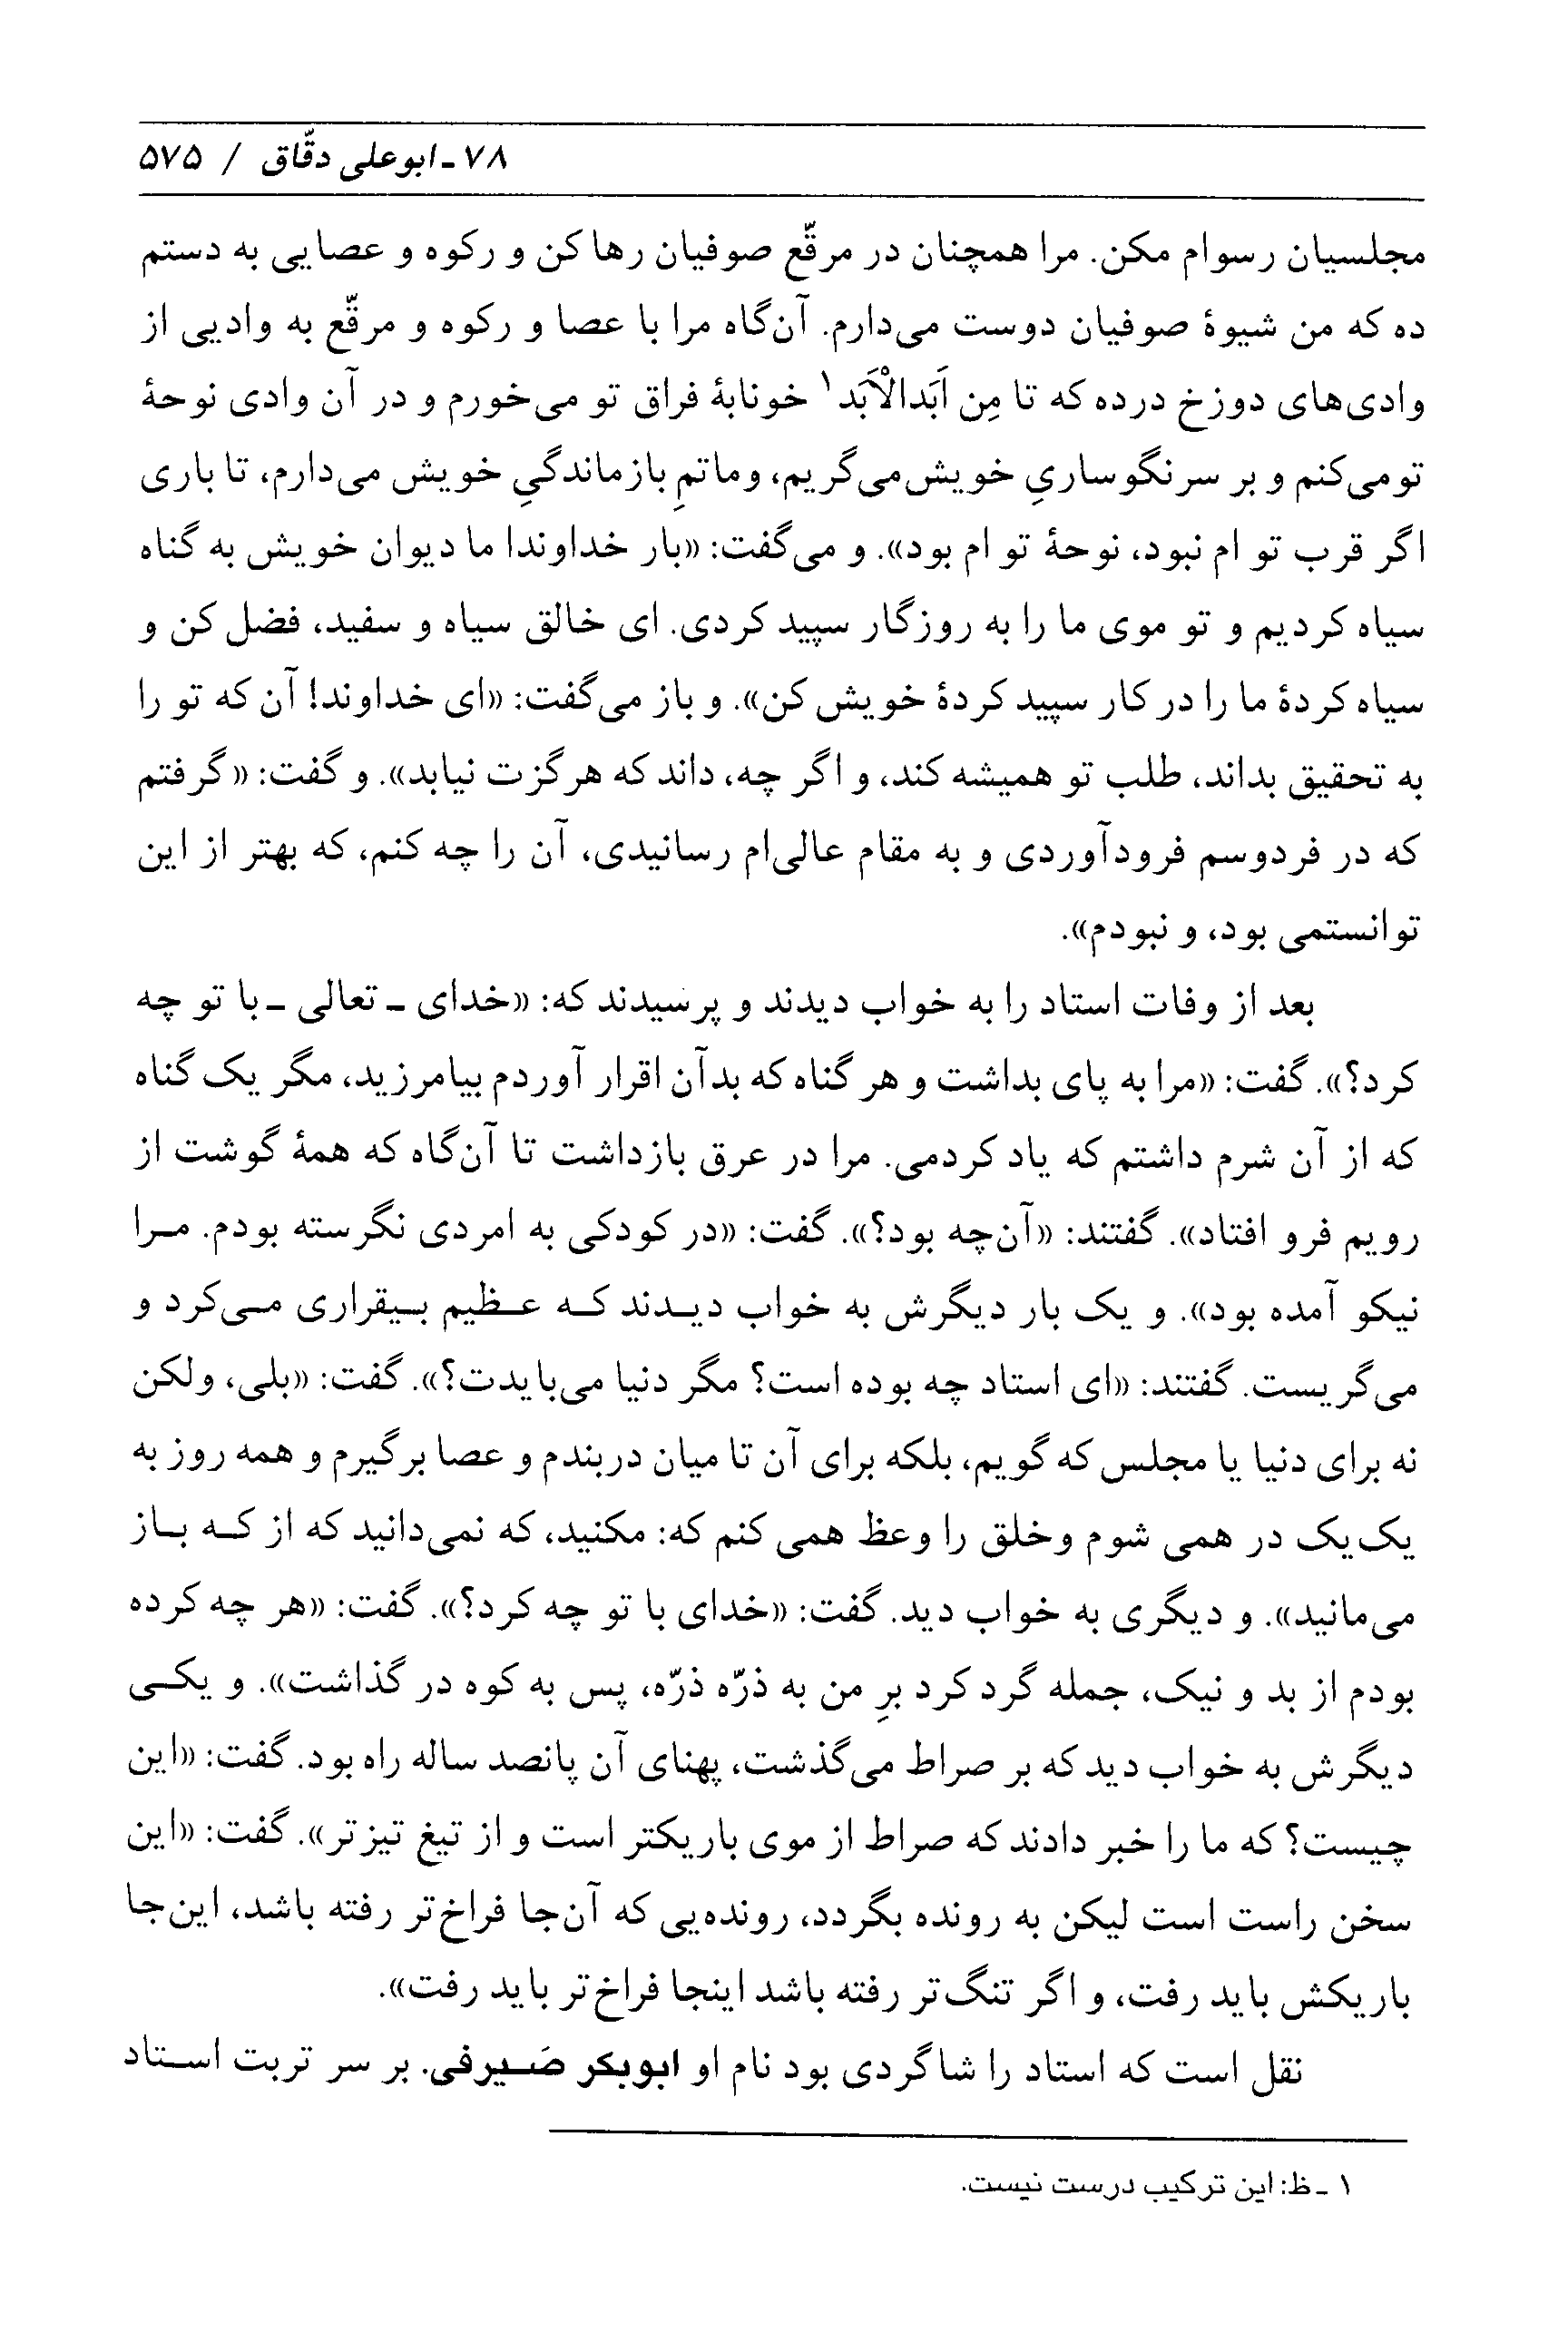 ۷۸ـ ابوعلی دقّاق / ۵۷۵
مجلسیان رسوام مکن. مرا همچنان در مرقّع صوفیان رها کن و رکوه و عصایی به دستم
ده که من شیوهٔ صوفیان دوست می‌دارم. آن‌گاه مرا با عصا و رکوه و مرقّع به وادیی از
وادی‌های دوزخ درده که تا مِن اَبَدالْاَبَد۱ خونابهٔ فراق تو می‌خورم و در آن وادی نوحهٔ
تو می‌کنم و بر سرنگوساریِ خویش می‌گریم، و ماتمِ بازماندگیِ خویش می‌دارم، تا باری
اگر قرب تو ام نبود، نوحهٔ تو ام بود». و می‌گفت: «بار خداوندا ما دیوان خویش به گناه
سیاه کردیم و تو موی ما را به روزگار سپید کردی. ای خالق سیاه و سفید، فضل کن و
سیاه کردهٔ ما را در کار سپید کردهٔ خویش کن». و باز می‌گفت: «ای خداوند! آن که تو را
به تحقیق بداند، طلب تو همیشه کند، و اگر چه، داند که هرگزت نیابد». و گفت: «گرفتم
که در فردوسم فرودآوردی و به مقام عالی‌ام رسانیدی، آن را چه کنم، که بهتر از این
توانستمی بود، و نبودم».
بعد از وفات استاد را به خواب دیدند و پرسیدند که: «خدای ـ تعالی ـ با تو چه
کرد؟». گفت: «مرا به پای بداشت و هر گناه که بدآن اقرار آوردم بیامرزید، مگر یک گناه
که از آن شرم داشتم که یاد کردمی. مرا در عرق بازداشت تا آن‌گاه که همهٔ گوشت از
رویم فرو افتاد». گفتند: «آن‌چه بود؟». گفت: «در کودکی به امردی نگرسته بودم. مرا
نیکو آمده بود». و یک بار دیگرش به خواب دیدند که عظیم بیقراری می‌کرد و
می‌گریست. گفتند: «ای استاد چه بوده است؟ مگر دنیا می‌بایدت؟». گفت: «بلی، ولکن
نه برای دنیا یا مجلس که گویم، بلکه برای آن تا میان دربندم و عصا برگیرم و همه روز به
یک‌یک در همی شوم و خلق را وعظ همی کنم که: مکنید، که نمی‌دانید که از که باز
می‌مانید». و دیگری به خواب دید. گفت: «خدای با تو چه کرد؟». گفت: «هر چه کرده
بودم از بد و نیک، جمله گرد کرد برِ من به ذرّه ذرّه، پس به کوه در گذاشت». و یکی
دیگرش به خواب دید که بر صراط می‌گذشت، پهنای آن پانصد ساله راه بود. گفت: «این
چیست؟ که ما را خبر دادند که صراط از موی باریکتر است و از تیغ تیزتر». گفت: «این
سخن راست است لیکن به رونده بگردد، رونده‌یی که آن‌جا فراخ‌تر رفته باشد، این‌جا
باریکش باید رفت، و اگر تنگ‌تر رفته باشد اینجا فراخ‌تر باید رفت».
نقل است که استاد را شاگردی بود نام او ابوبکر صَیرفی. بر سر تربت استاد
۱ ـ ظ: این ترکیب درست نیست.